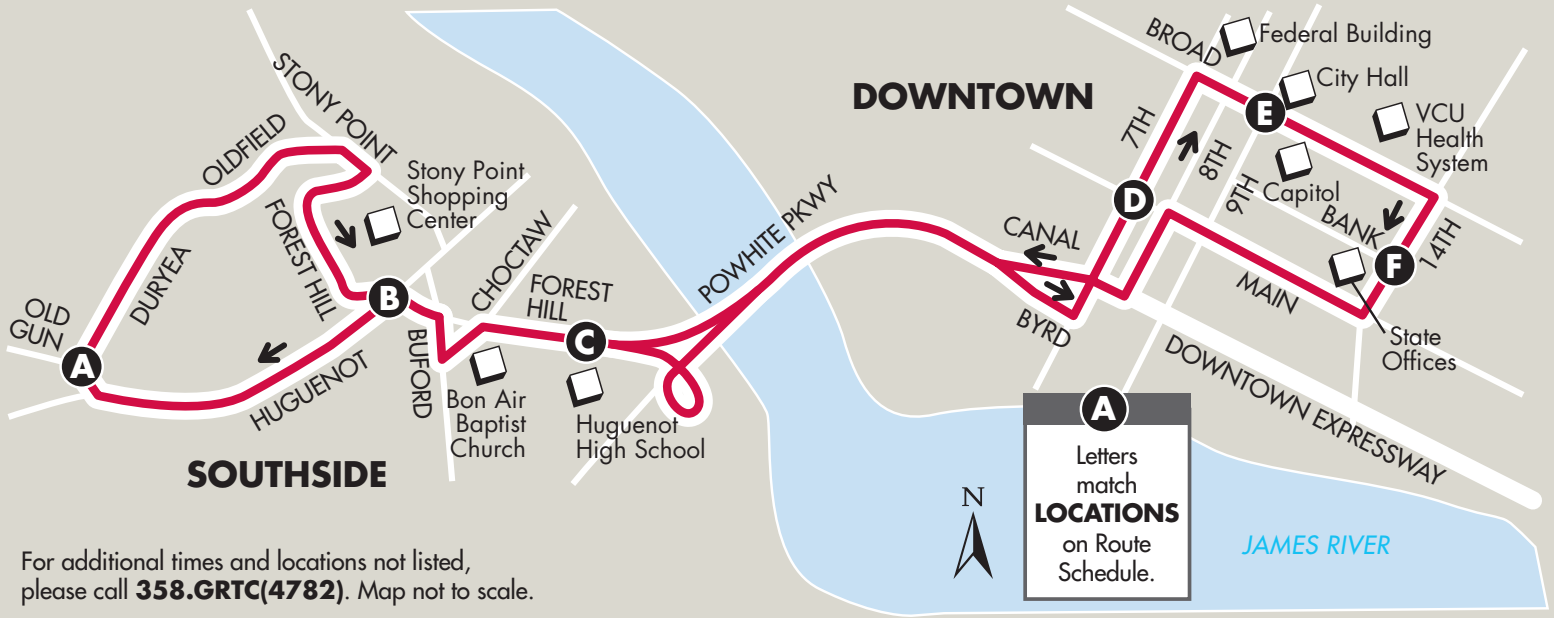 STONY POINT
OLDFIELD
Stony Point
Shopping
Center
FOREST HILL
DURYEA
OLD
GUN
A
B
HUGUENOT
BUFORD
CHOCTAW
FOREST
HILL
C
Bon Air
Baptist
Church
Huguenot
High School
SOUTHSIDE
POWHITE PKWY
DOWNTOWN
BROAD
Federal Building
City Hall
E
VCU
Health
System
7TH
8TH
9TH
Capitol
D
BANK
14TH
F
CANAL
BYRD
MAIN
State
Offices
DOWNTOWN EXPRESSWAY
A
Letters
match
LOCATIONS
on Route
Schedule.
N
JAMES RIVER
For additional times and locations not listed,
please call 358.GRTC(4782). Map not to scale.